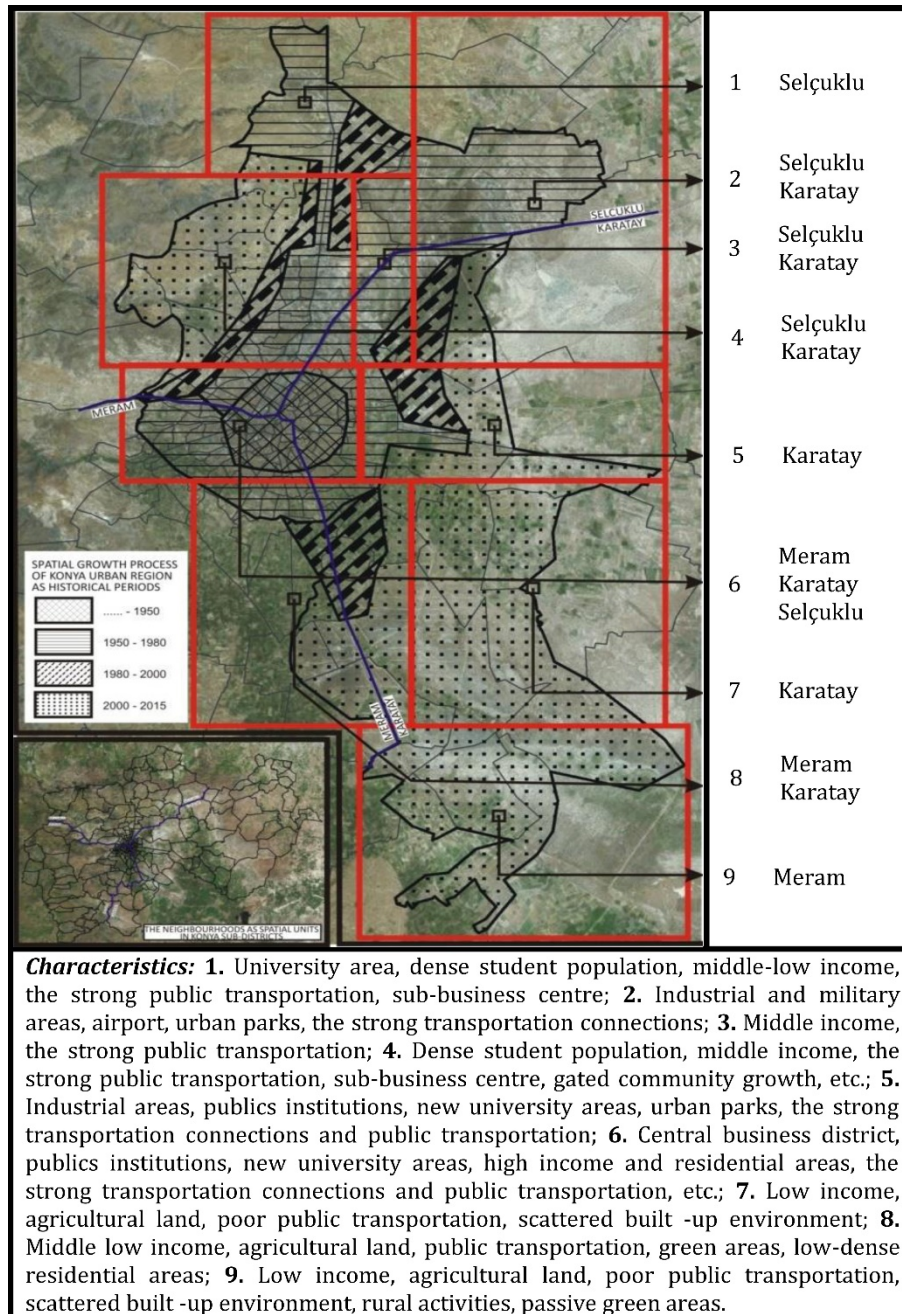 1 Selçuklu
2 Selçuklu
Karatay
SELÇUKLU
KARATAY
3 Selçuklu
Karatay
4 Selçuklu
Karatay
MERAM
5 Karatay
SPATIAL GROWTH PROCESS
OF KONYA URBAN REGION
AS HISTORICAL PERIODS
...... - 1950
1950 - 1980
1980 - 2000
2000 - 2015
6 Meram
Karatay
Selçuklu
7 Karatay
MERAM
KARATAY
8 Meram
Karatay
9 Meram
THE NEIGHBOURHOODS AS SPATIAL UNITS
IN KONYA SUB-DISTRICTS
Characteristics: 1. University area, dense student population, middle-low income,
the strong public transportation, sub-business centre; 2. Industrial and military
areas, airport, urban parks, the strong transportation connections; 3. Middle income,
the strong public transportation; 4. Dense student population, middle income, the
strong public transportation, sub-business centre, gated community growth, etc.; 5.
Industrial areas, publics institutions, new university areas, urban parks, the strong
transportation connections and public transportation; 6. Central business district,
publics institutions, new university areas, high income and residential areas, the
strong transportation connections and public transportation, etc.; 7. Low income,
agricultural land, poor public transportation, scattered built -up environment; 8.
Middle low income, agricultural land, public transportation, green areas, low-dense
residential areas; 9. Low income, agricultural land, poor public transportation,
scattered built -up environment, rural activities, passive green areas.